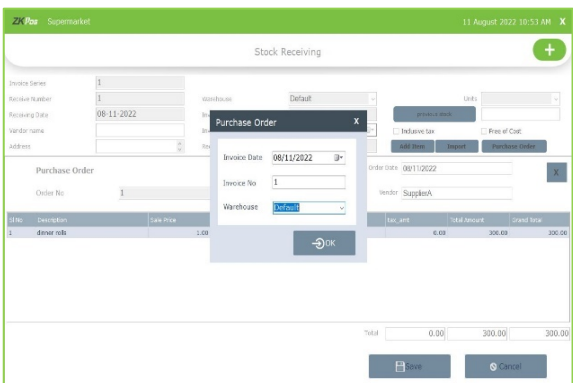 ZKPos Supermarket 11 August 2022 10:53 AM X
Stock Receiving
+
Invoice Series 1
Receive Number 1 Warehouse Default Units
Receiving Date 08-11-2022
Vendor name Inclusive tax Free of Cost
Address Add Item Import Purchase Order
Purchase Order X
Invoice Date 08/11/2022
Invoice No 1
Warehouse Default
OK
Purchase Order Order Date 08/11/2022 X
Order No 1 Vendor SupplierA
Sl No Description Sale Price tax_amt Total Amount Grand Total
1 dinner rolls 1.00 0.00 300.00 300.00
Total 0.00 300.00 300.00
Save Cancel